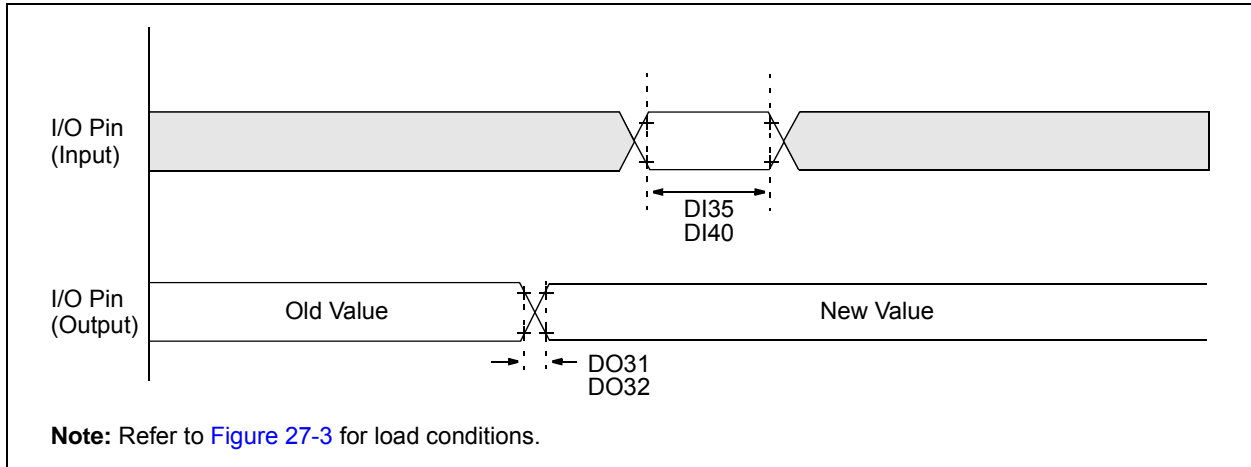 I/O Pin
(Input)
DI35
DI40
I/O Pin
(Output)
Old Value
New Value
DO31
DO32
Note: Refer to Figure 27-3 for load conditions.